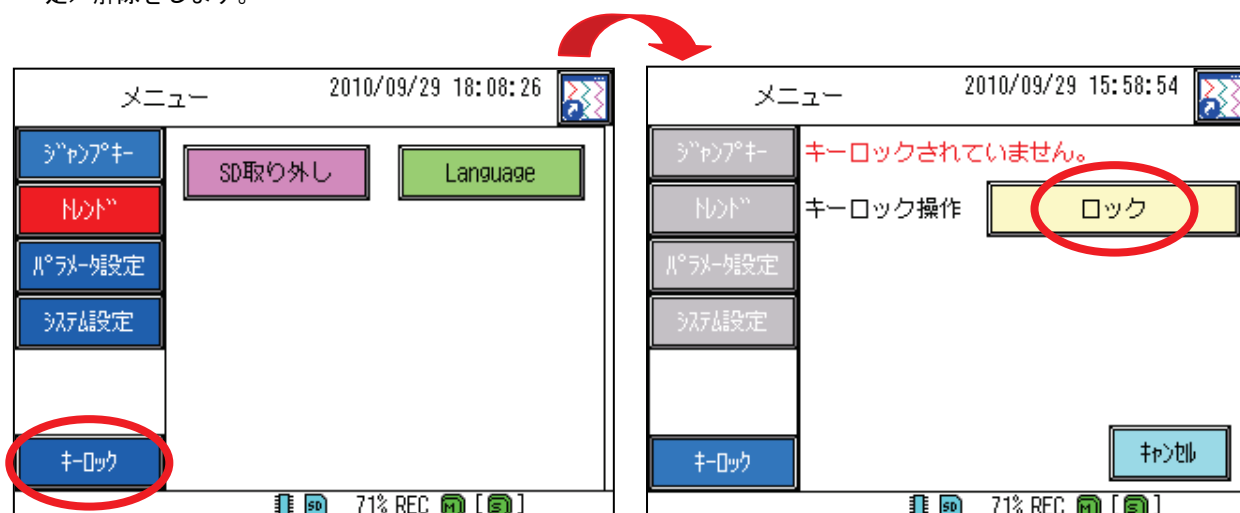 定／解除をします。
メニュー 2010/09/29 18:08:26
ｼﾞｬﾝﾌﾟｷｰ
SD取り外し Language
ﾄﾚﾝﾄﾞ
ﾊﾟﾗﾒｰﾀ設定
ｼｽﾃﾑ設定
ｷｰﾛｯｸ
SD 71% REC M [S]
メニュー 2010/09/29 15:58:54
ｼﾞｬﾝﾌﾟｷｰ キーロックされていません。
ﾄﾚﾝﾄﾞ キーロック操作 ロック
ﾊﾟﾗﾒｰﾀ設定
ｼｽﾃﾑ設定
ｷｰﾛｯｸ ｷｬﾝｾﾙ
SD 71% REC M [S]